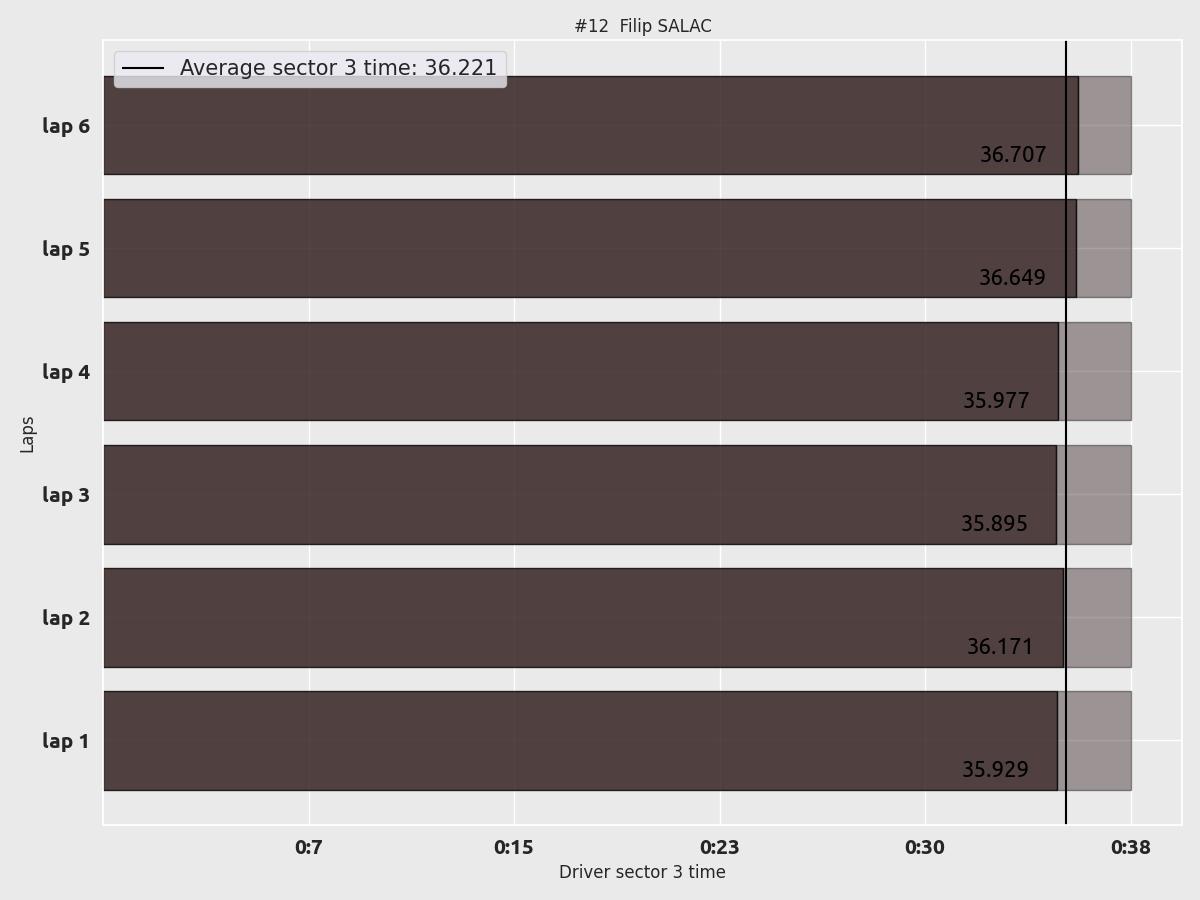 #12  Filip SALAC
Average sector 3 time: 36.221
lap 6
36.707
lap 5
36.649
lap 4
35.977
Laps
lap 3
35.895
lap 2
36.171
lap 1
35.929
0:7 0:15 0:23 0:30 0:38
Driver sector 3 time